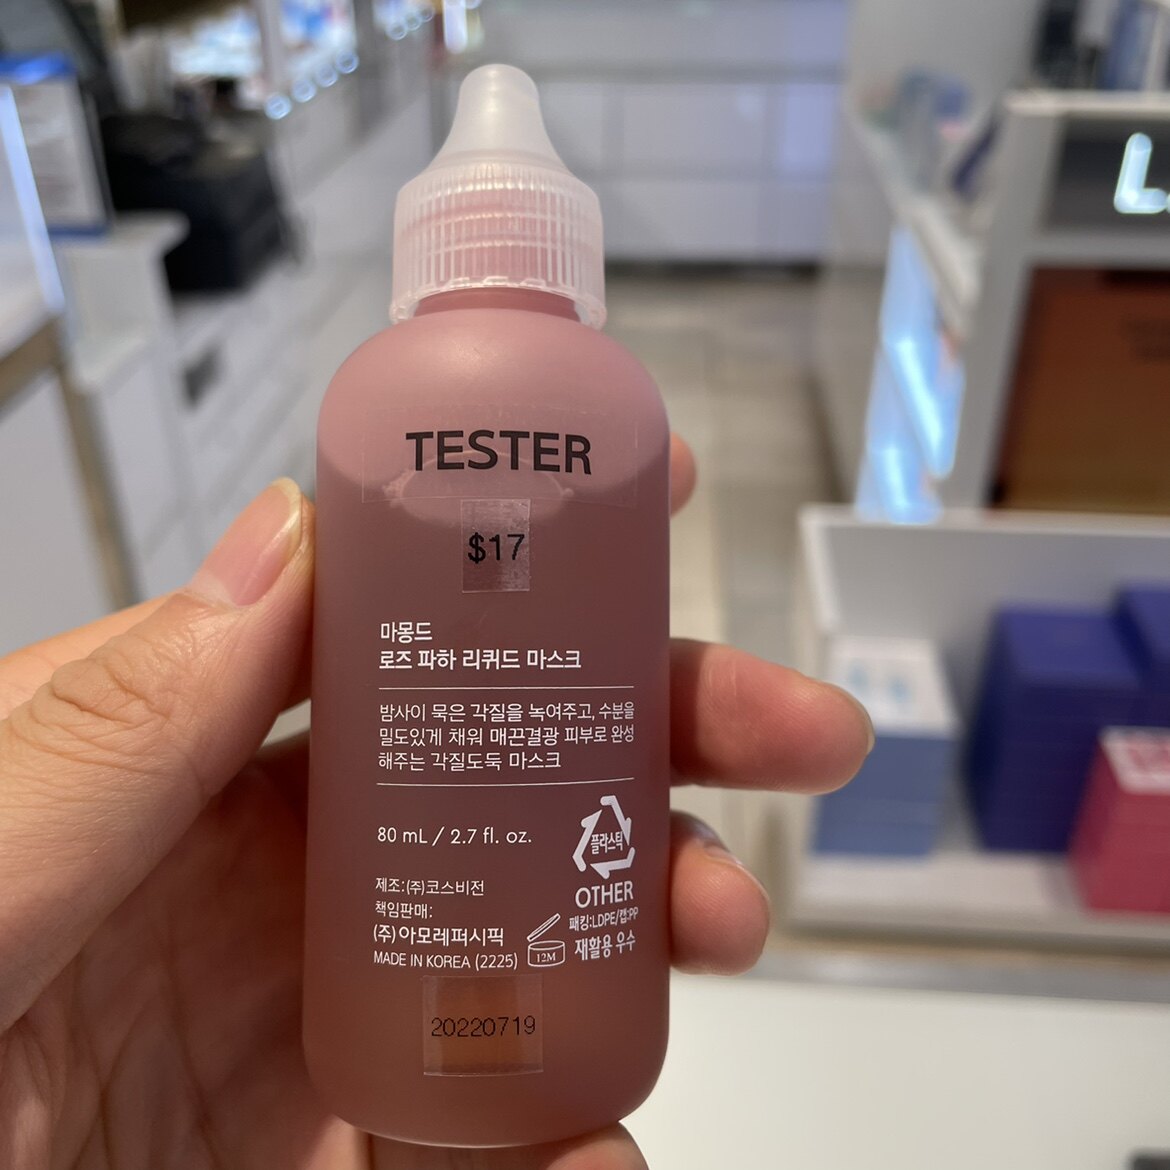 TESTER
$17
마몽드
로즈 파하 리퀴드 마스크
밤사이 묵은 각질을 녹여주고, 수분을
밀도있게 채워 매끈결광 피부로 완성
해주는 각질도둑 마스크
80 mL / 2.7 fl. oz.
플라스틱
OTHER
패킹:LDPE/캡:PP
재활용 우수
제조:(주)코스비전
책임판매:
(주)아모레퍼시픽
MADE IN KOREA (2225)
12M
20220719
L